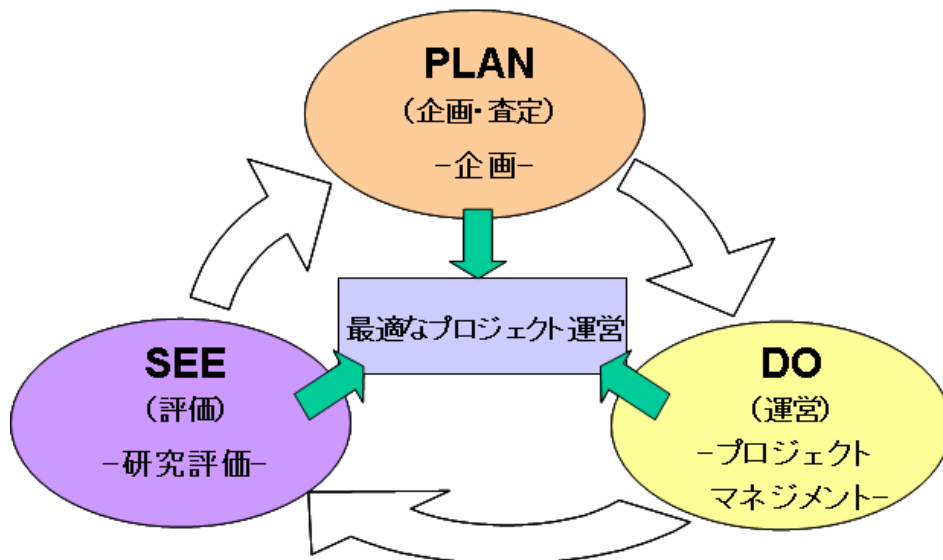 PLAN
(企画・査定)
-企画-
最適なプロジェクト運営
SEE
(評価)
-研究評価-
DO
(運営)
-プロジェクト
マネジメント-